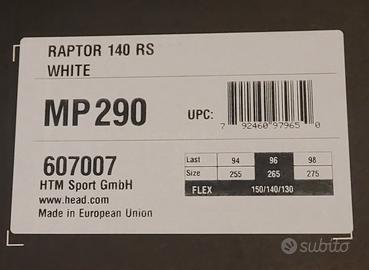 RAPTOR 140 RS
WHITE
MP 290
UPC:
7 92460 97965 0
607007
HTM Sport GmbH
www.head.com
Made in European Union
Last 94 96 98
Size 255 265 275
FLEX 150/140/130
subito